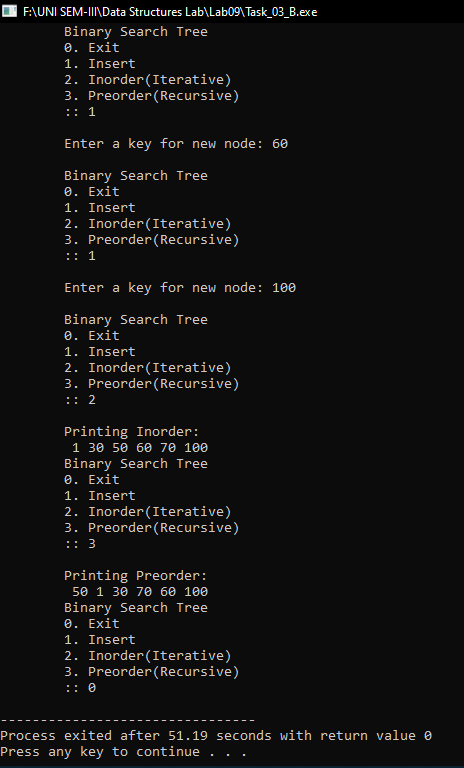 F:\UNI SEM-III\Data Structures Lab\Lab09\Task_03_B.exe
Binary Search Tree
0. Exit
1. Insert
2. Inorder(Iterative)
3. Preorder(Recursive)
:: 1
Enter a key for new node: 60
Binary Search Tree
0. Exit
1. Insert
2. Inorder(Iterative)
3. Preorder(Recursive)
:: 1
Enter a key for new node: 100
Binary Search Tree
0. Exit
1. Insert
2. Inorder(Iterative)
3. Preorder(Recursive)
:: 2
Printing Inorder:
1 30 50 60 70 100
Binary Search Tree
0. Exit
1. Insert
2. Inorder(Iterative)
3. Preorder(Recursive)
:: 3
Printing Preorder:
50 1 30 70 60 100
Binary Search Tree
0. Exit
1. Insert
2. Inorder(Iterative)
3. Preorder(Recursive)
:: 0
--------------------------------
Process exited after 51.19 seconds with return value 0
Press any key to continue . . .